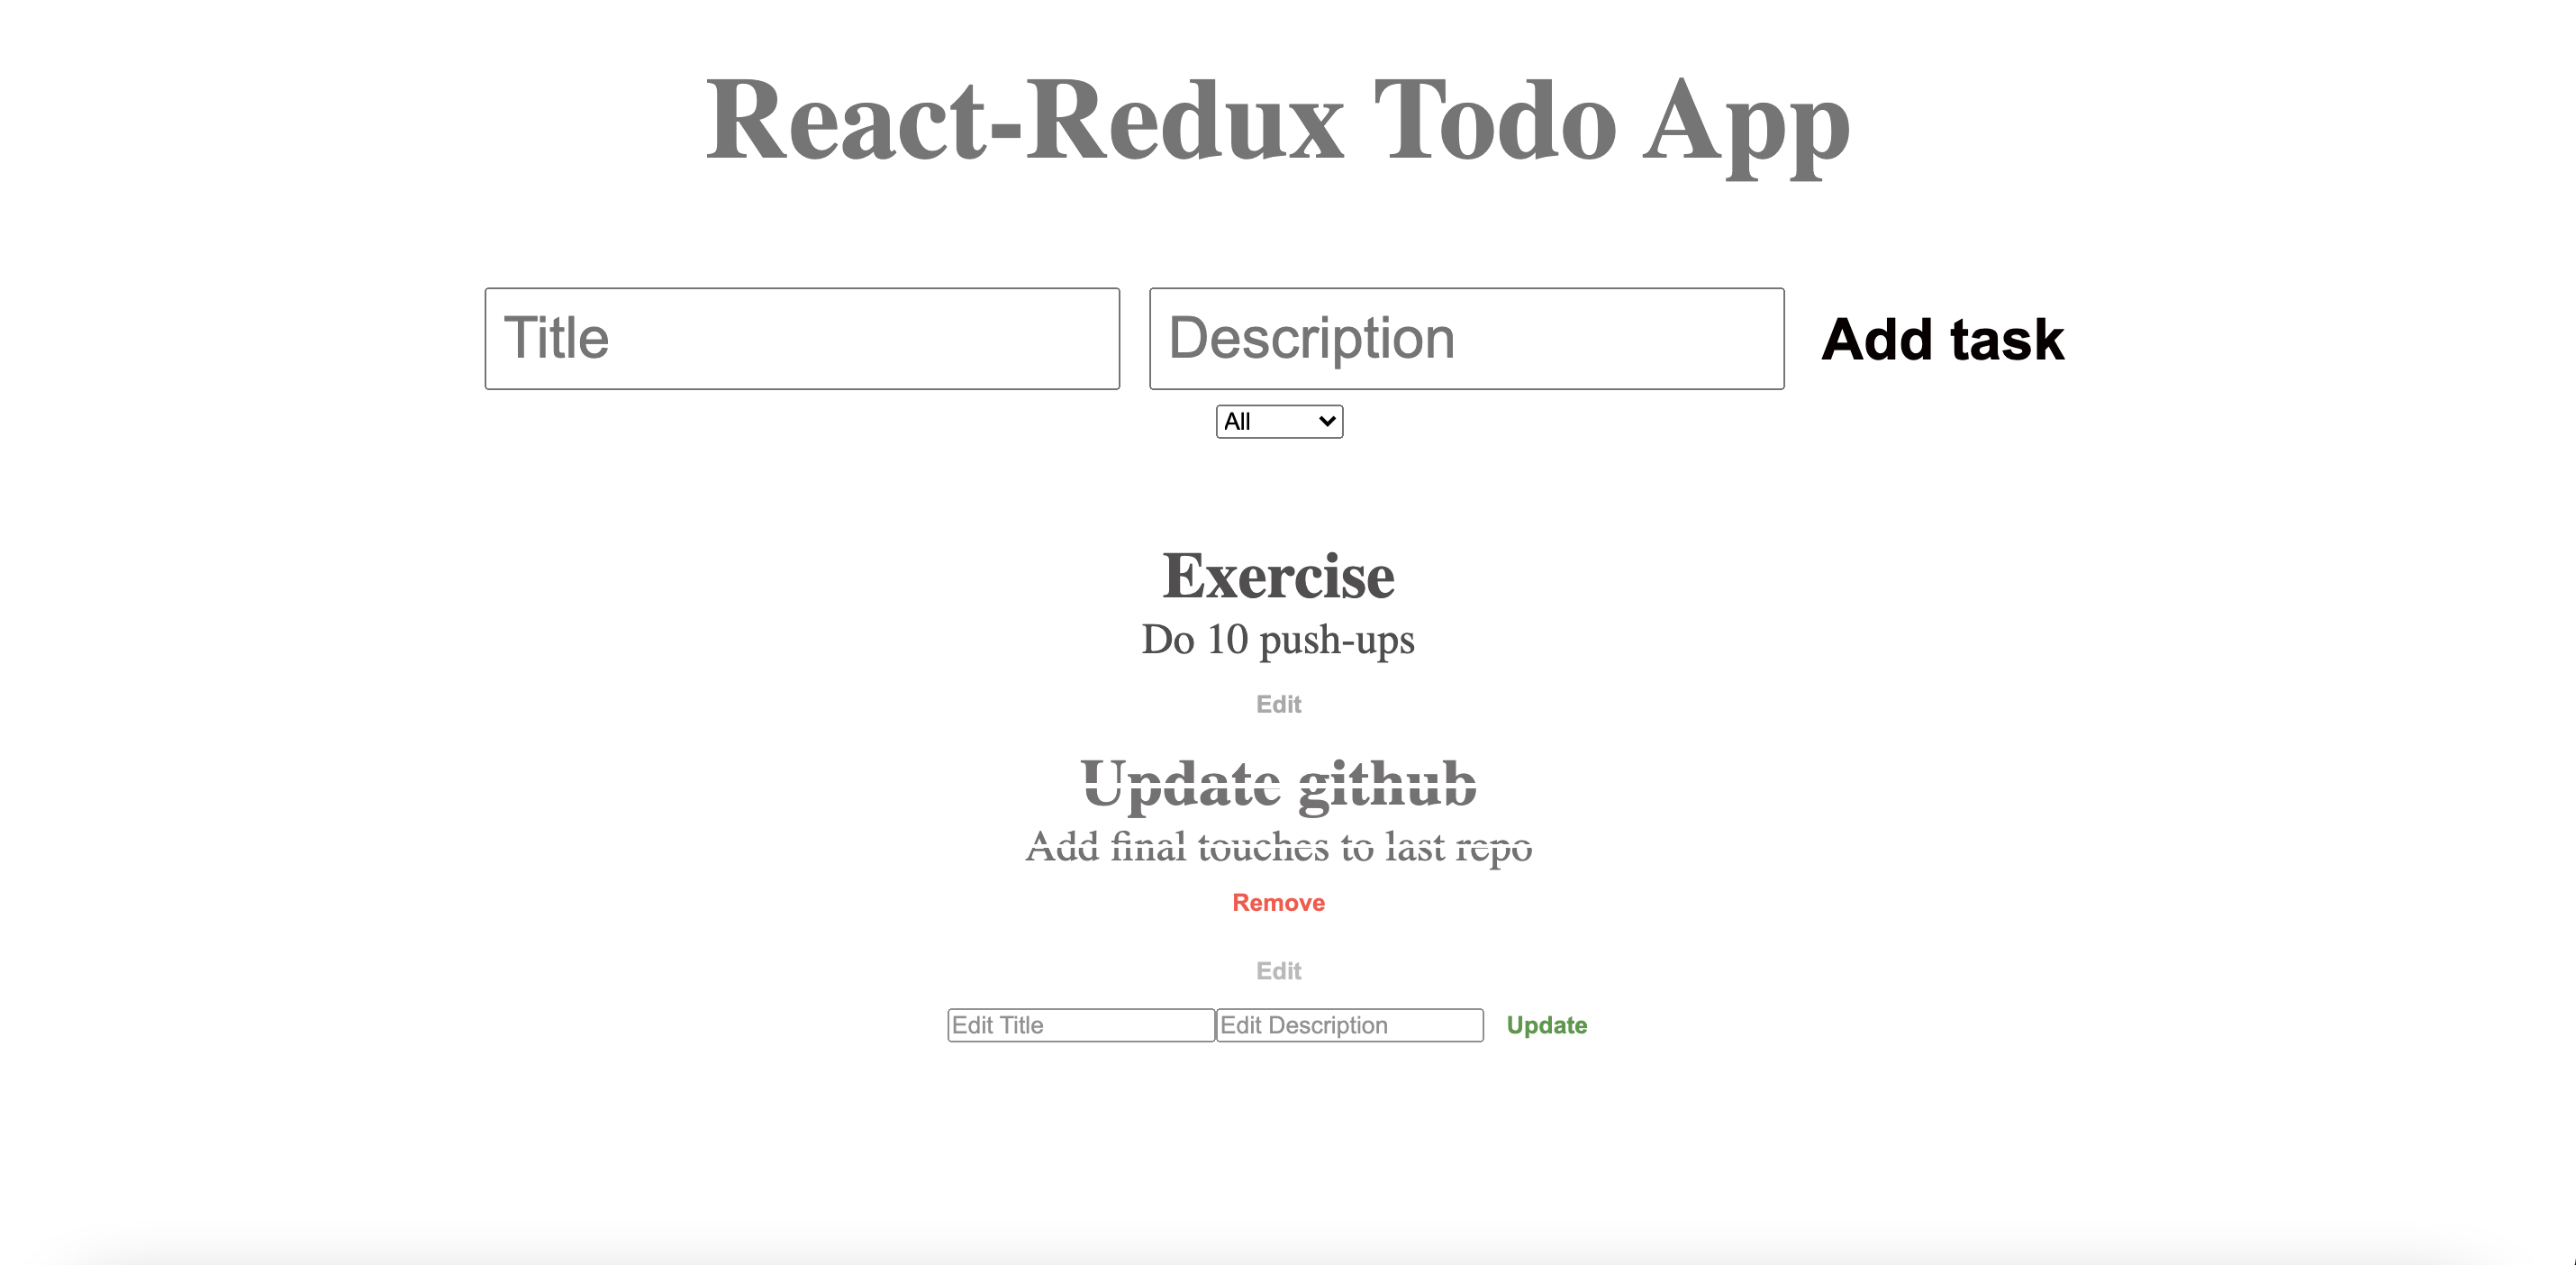 React-Redux Todo App
Title Description Add task
All
Exercise
Do 10 push-ups
Edit
Update github
Add final touches to last repo
Remove
Edit
Edit Title Edit Description Update